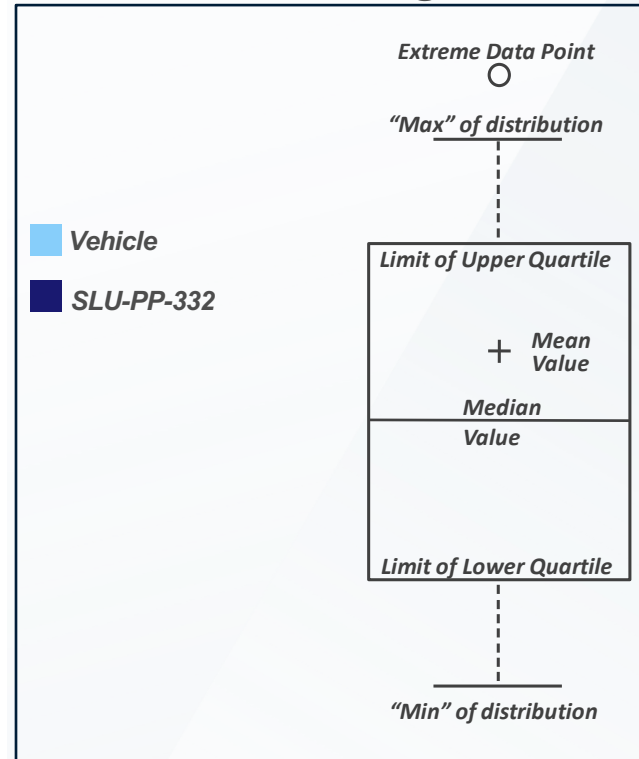 Extreme Data Point
“Max” of distribution
Vehicle
SLU-PP-332
Limit of Upper Quartile
Mean
Value
Median
Value
Limit of Lower Quartile
“Min” of distribution